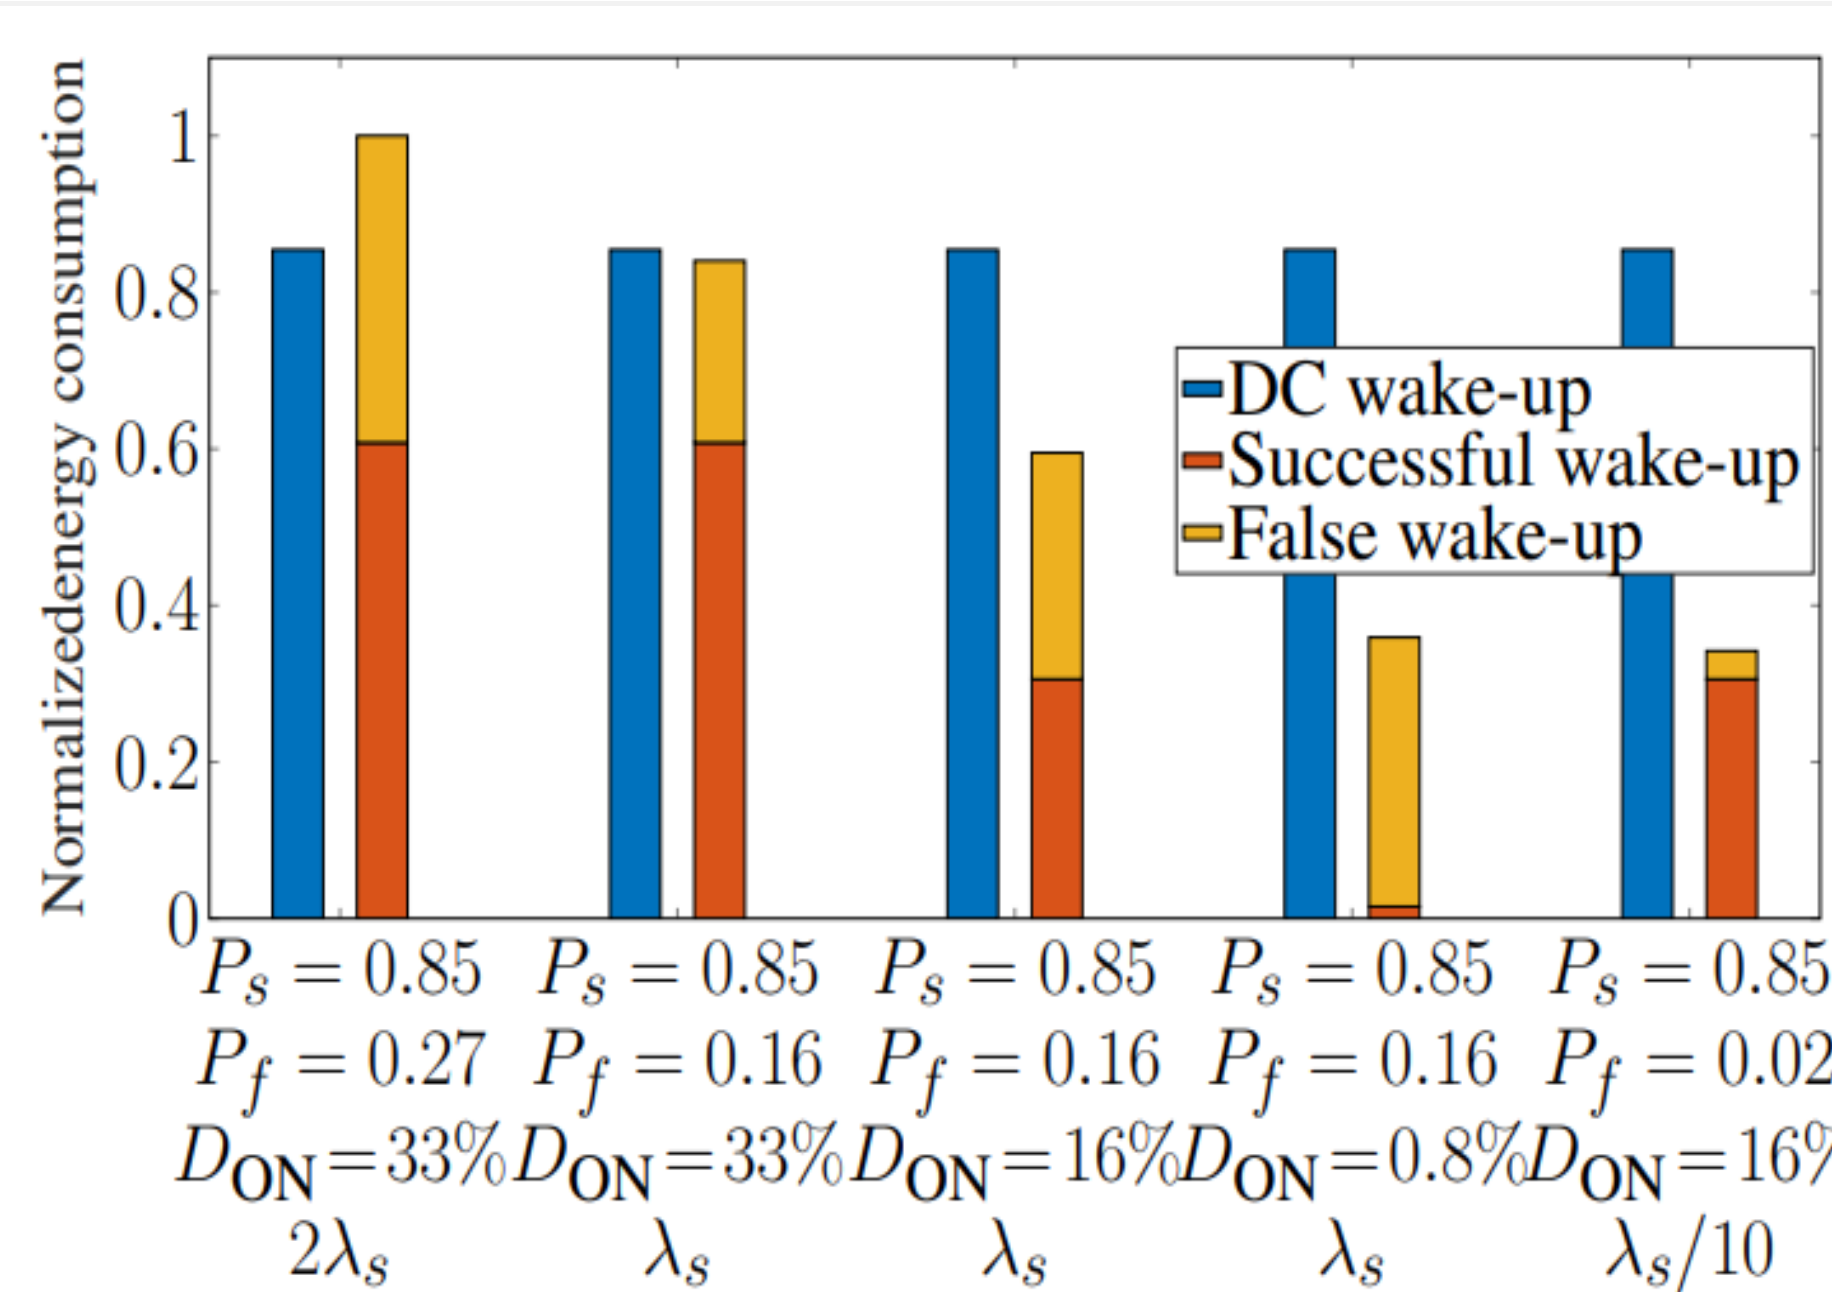 Normalizedenergy consumption
1
0.8
0.6
0.4
0.2
0
DC wake-up
Successful wake-up
False wake-up
P_s = 0.85 P_s = 0.85 P_s = 0.85 P_s = 0.85 P_s = 0.85
P_f = 0.27 P_f = 0.16 P_f = 0.16 P_f = 0.16 P_f = 0.02
D_ON=33% D_ON=33% D_ON=16% D_ON=0.8% D_ON=16%
2λ_s λ_s λ_s λ_s λ_s/10